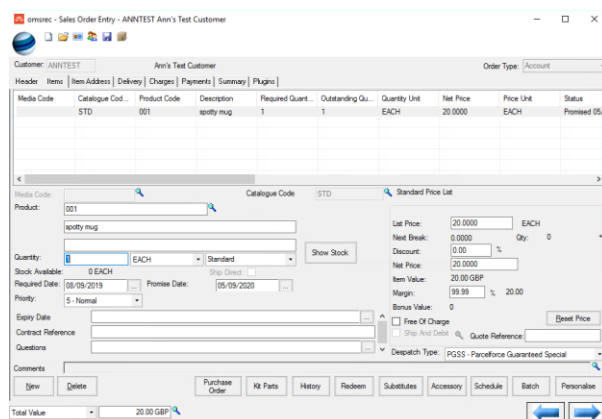 omsrec - Sales Order Entry - ANNTEST Ann's Test Customer
Customer: ANNTEST Ann's Test Customer Order Type: Account
Header Items Item Address Delivery Charges Payments Summary Plugins
Media Code Catalogue Cod... Product Code Description Required Quant... Outstanding Qu... Quantity Unit Net Price Price Unit Status
STD 001 spotty mug 1 1 EACH 20.0000 EACH Promised 05.
Media Code: Catalogue Code STD Standard Price List
Product: 001
spotty mug
List Price: 20.0000 EACH
Next Break: 0.0000 Qty: 0
Discount: 0.00 %
Quantity: 1 EACH Standard Show Stock
Net Price: 20.0000
Stock Available: 0 EACH Ship Direct
Item Value: 20.00 GBP
Required Date: 08/09/2019 ... Promise Date: 05/09/2020 ...
Margin: 99.99 % 20.00
Priority: 5 - Normal
Bonus Value: 0
Expiry Date ...
Free Of Charge Reset Price
Contract Reference
Ship And Debit Quote Reference:
Questions ...
Despatch Type: PGSS - Parcelforce Guaranteed Special
Comments
New Delete Purchase Order Kit Parts History Redeem Substitutes Accessory Schedule Batch Personalise
Total Value 20.00 GBP